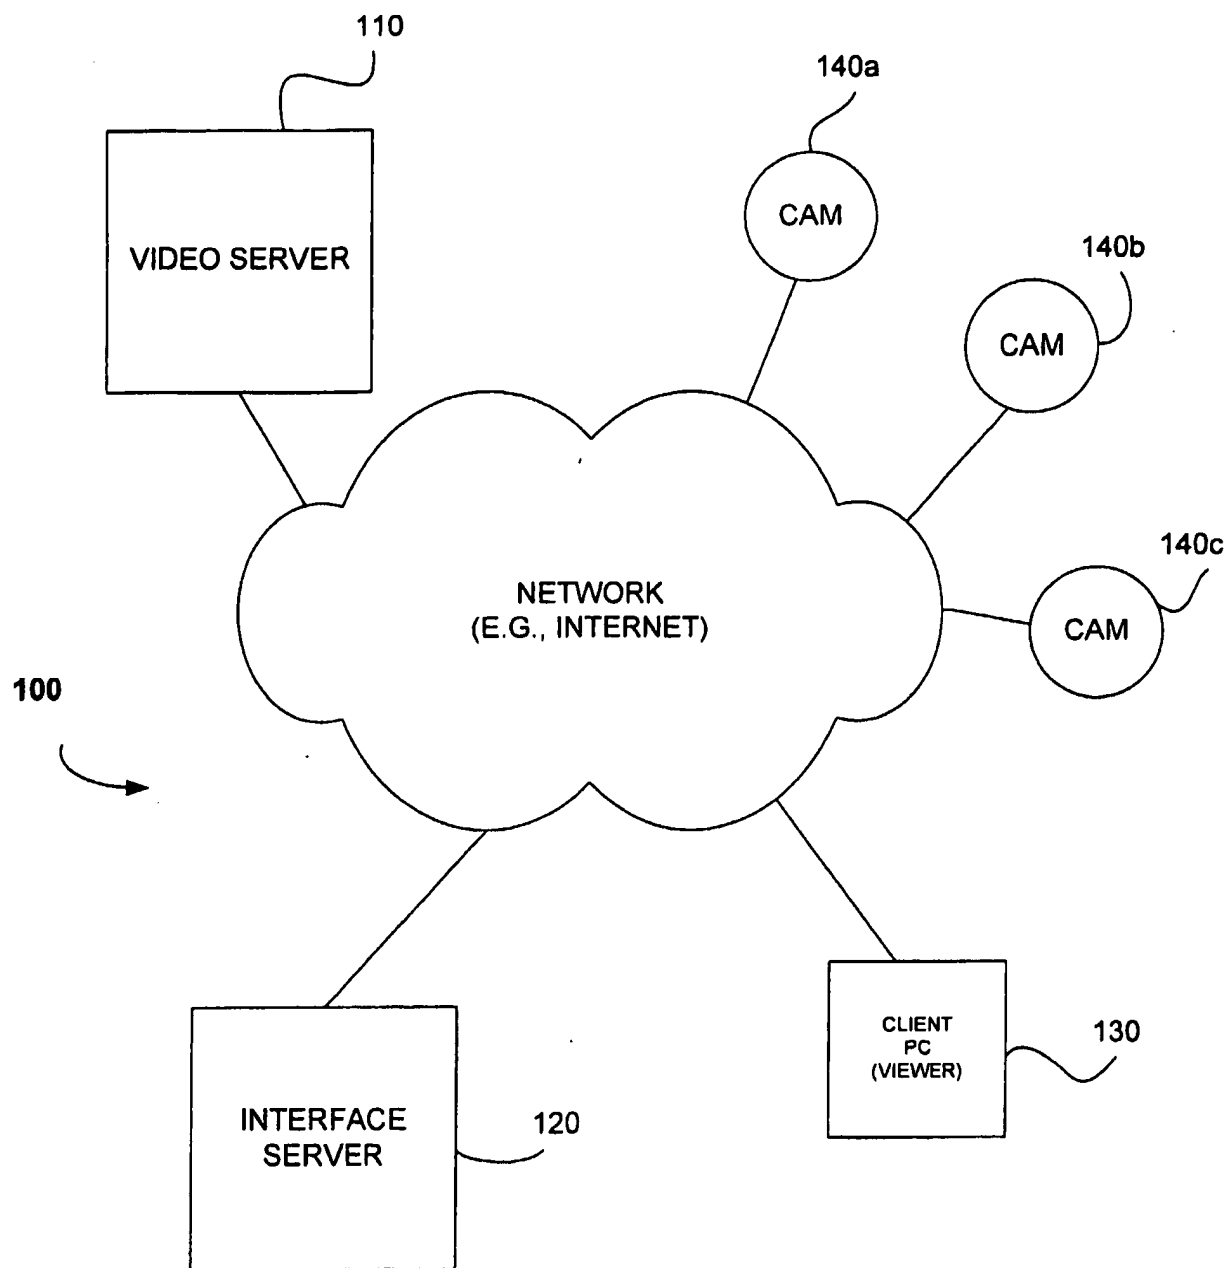 110
140a
CAM
VIDEO SERVER
140b
CAM
140c
CAM
NETWORK
(E.G., INTERNET)
100
CLIENT
PC
(VIEWER)
130
INTERFACE
SERVER
120